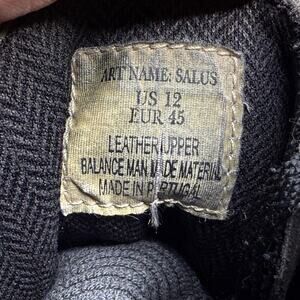 ART NAME: SALUS
US 12
EUR 45
LEATHER UPPER
BALANCE MAN MADE MATERIAL
MADE IN PORTUGAL